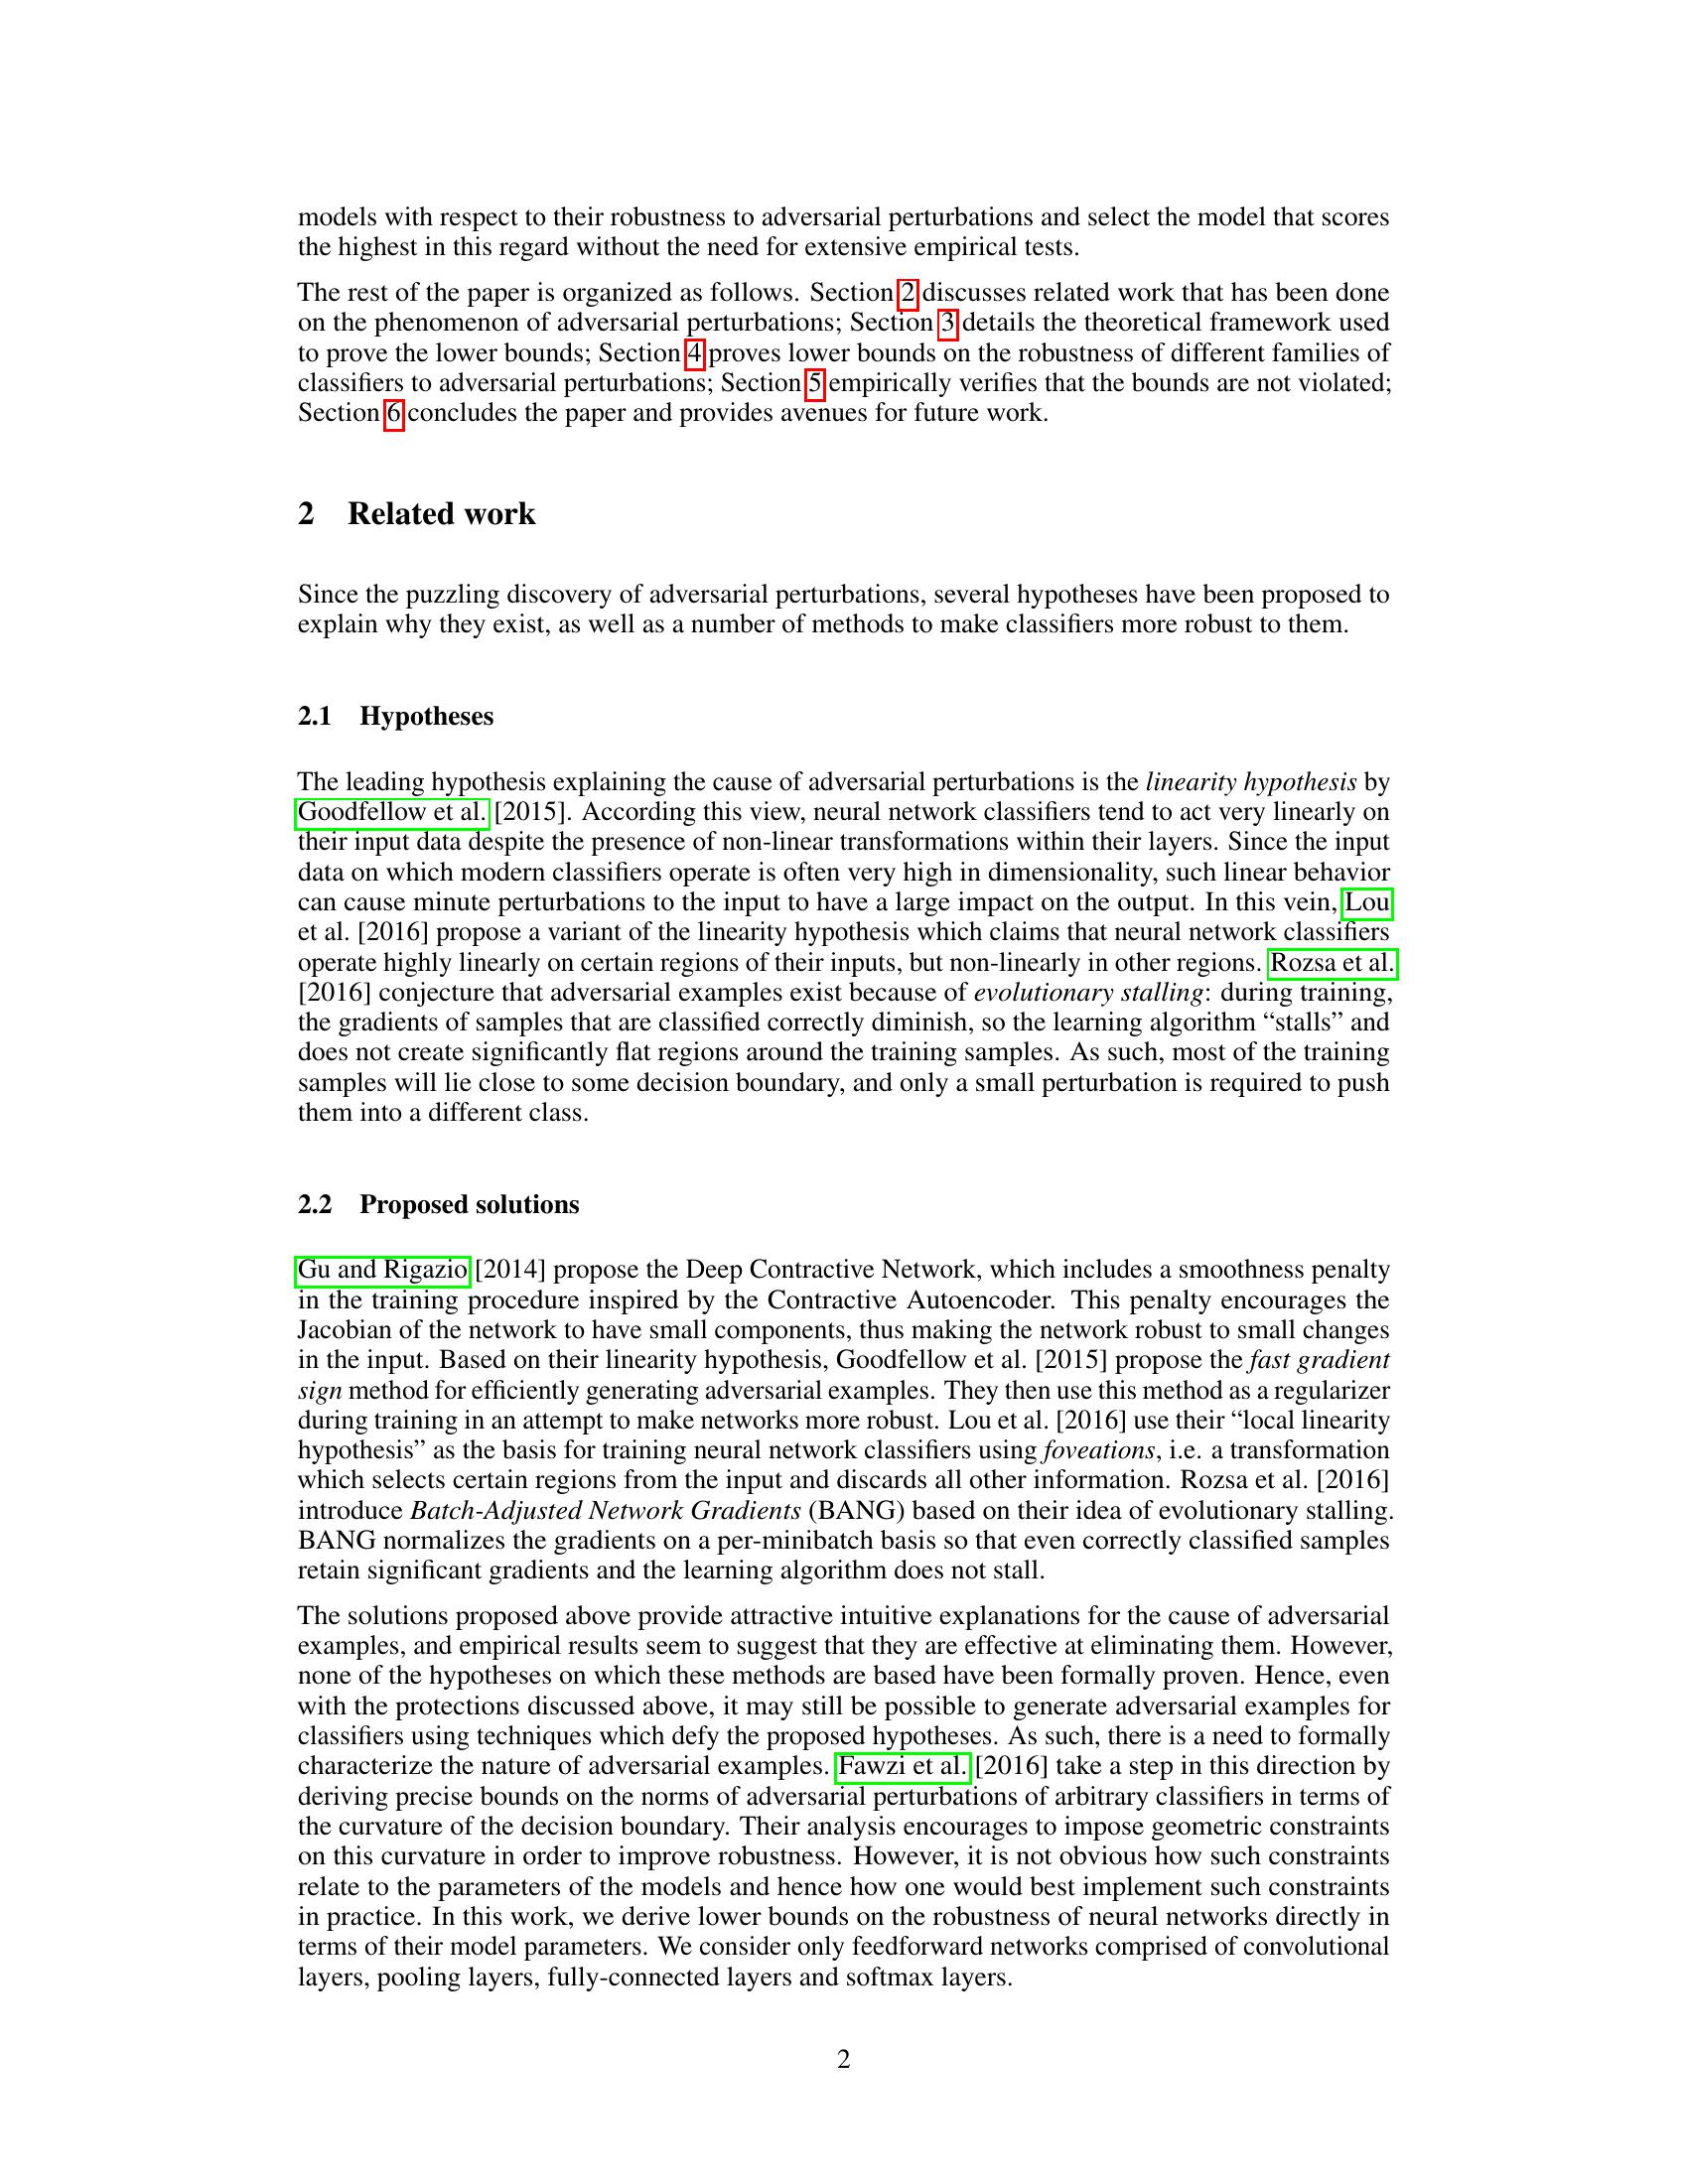 models with respect to their robustness to adversarial perturbations and select the model that scores
the highest in this regard without the need for extensive empirical tests.
The rest of the paper is organized as follows. Section 2 discusses related work that has been done
on the phenomenon of adversarial perturbations; Section 3 details the theoretical framework used
to prove the lower bounds; Section 4 proves lower bounds on the robustness of different families of
classifiers to adversarial perturbations; Section 5 empirically verifies that the bounds are not violated;
Section 6 concludes the paper and provides avenues for future work.
2 Related work
Since the puzzling discovery of adversarial perturbations, several hypotheses have been proposed to
explain why they exist, as well as a number of methods to make classifiers more robust to them.
2.1 Hypotheses
The leading hypothesis explaining the cause of adversarial perturbations is the linearity hypothesis by
Goodfellow et al. [2015]. According this view, neural network classifiers tend to act very linearly on
their input data despite the presence of non-linear transformations within their layers. Since the input
data on which modern classifiers operate is often very high in dimensionality, such linear behavior
can cause minute perturbations to the input to have a large impact on the output. In this vein, Lou
et al. [2016] propose a variant of the linearity hypothesis which claims that neural network classifiers
operate highly linearly on certain regions of their inputs, but non-linearly in other regions. Rozsa et al.
[2016] conjecture that adversarial examples exist because of evolutionary stalling: during training,
the gradients of samples that are classified correctly diminish, so the learning algorithm “stalls” and
does not create significantly flat regions around the training samples. As such, most of the training
samples will lie close to some decision boundary, and only a small perturbation is required to push
them into a different class.
2.2 Proposed solutions
Gu and Rigazio [2014] propose the Deep Contractive Network, which includes a smoothness penalty
in the training procedure inspired by the Contractive Autoencoder. This penalty encourages the
Jacobian of the network to have small components, thus making the network robust to small changes
in the input. Based on their linearity hypothesis, Goodfellow et al. [2015] propose the fast gradient
sign method for efficiently generating adversarial examples. They then use this method as a regularizer
during training in an attempt to make networks more robust. Lou et al. [2016] use their “local linearity
hypothesis” as the basis for training neural network classifiers using foveations, i.e. a transformation
which selects certain regions from the input and discards all other information. Rozsa et al. [2016]
introduce Batch-Adjusted Network Gradients (BANG) based on their idea of evolutionary stalling.
BANG normalizes the gradients on a per-minibatch basis so that even correctly classified samples
retain significant gradients and the learning algorithm does not stall.
The solutions proposed above provide attractive intuitive explanations for the cause of adversarial
examples, and empirical results seem to suggest that they are effective at eliminating them. However,
none of the hypotheses on which these methods are based have been formally proven. Hence, even
with the protections discussed above, it may still be possible to generate adversarial examples for
classifiers using techniques which defy the proposed hypotheses. As such, there is a need to formally
characterize the nature of adversarial examples. Fawzi et al. [2016] take a step in this direction by
deriving precise bounds on the norms of adversarial perturbations of arbitrary classifiers in terms of
the curvature of the decision boundary. Their analysis encourages to impose geometric constraints
on this curvature in order to improve robustness. However, it is not obvious how such constraints
relate to the parameters of the models and hence how one would best implement such constraints
in practice. In this work, we derive lower bounds on the robustness of neural networks directly in
terms of their model parameters. We consider only feedforward networks comprised of convolutional
layers, pooling layers, fully-connected layers and softmax layers.
2